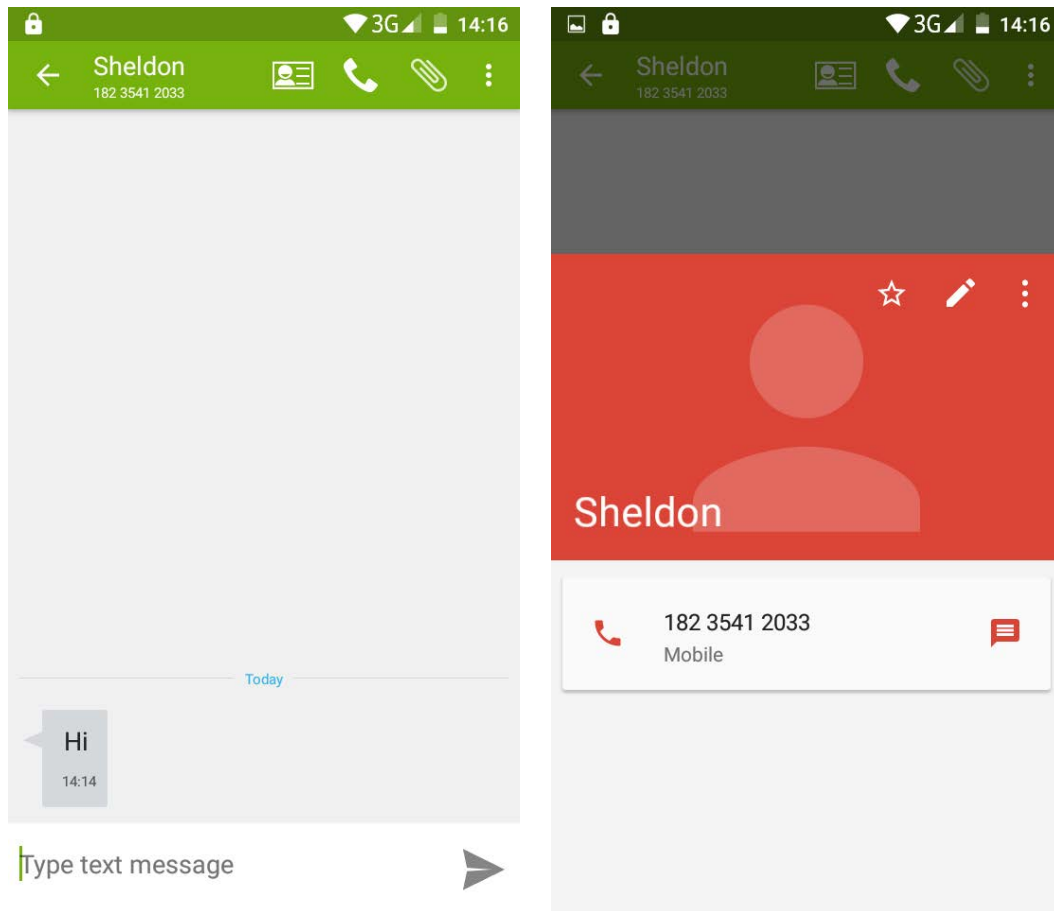 3G 14:16
Sheldon
182 3541 2033
Today
Hi
14:14
Type text message
3G 14:16
Sheldon
182 3541 2033
Sheldon
182 3541 2033
Mobile